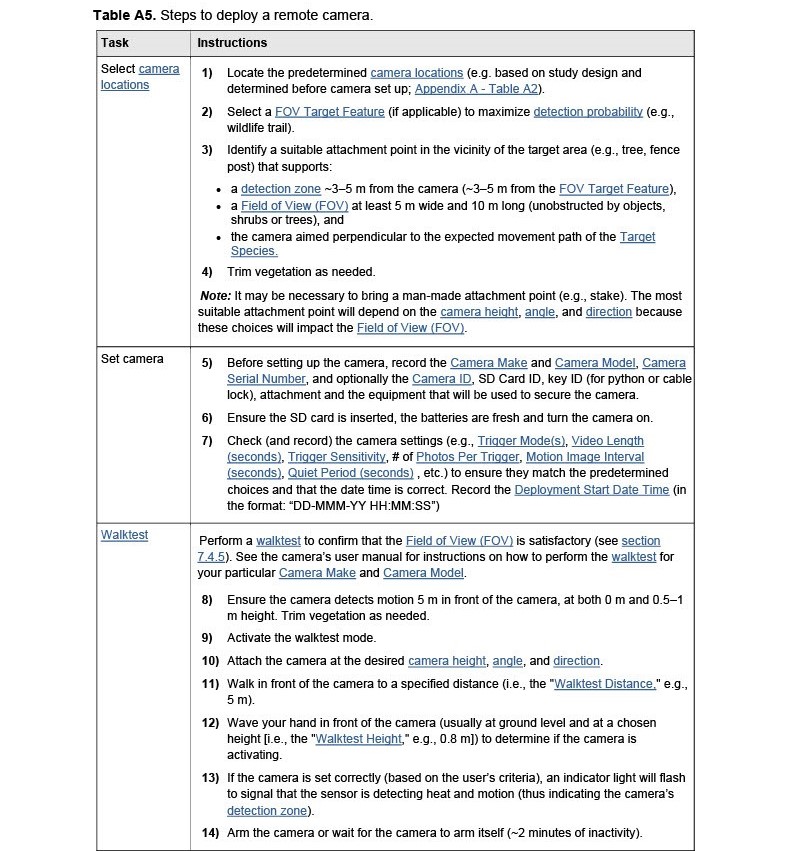 Table A5. Steps to deploy a remote camera.
Task
Instructions
Select camera
locations
1) Locate the predetermined camera locations (e.g. based on study design and
determined before camera set up; Appendix A - Table A2).
2) Select a FOV Target Feature (if applicable) to maximize detection probability (e.g.,
wildlife trail).
3) Identify a suitable attachment point in the vicinity of the target area (e.g., tree, fence
post) that supports:
• a detection zone ~3–5 m from the camera (~3–5 m from the FOV Target Feature),
• a Field of View (FOV) at least 5 m wide and 10 m long (unobstructed by objects,
shrubs or trees), and
• the camera aimed perpendicular to the expected movement path of the Target
Species.
4) Trim vegetation as needed.
Note: It may be necessary to bring a man-made attachment point (e.g., stake). The most
suitable attachment point will depend on the camera height, angle, and direction because
these choices will impact the Field of View (FOV).
Set camera
5) Before setting up the camera, record the Camera Make and Camera Model, Camera
Serial Number, and optionally the Camera ID, SD Card ID, key ID (for python or cable
lock), attachment and the equipment that will be used to secure the camera.
6) Ensure the SD card is inserted, the batteries are fresh and turn the camera on.
7) Check (and record) the camera settings (e.g., Trigger Mode(s), Video Length
(seconds), Trigger Sensitivity, # of Photos Per Trigger, Motion Image Interval
(seconds), Quiet Period (seconds) , etc.) to ensure they match the predetermined
choices and that the date time is correct. Record the Deployment Start Date Time (in
the format: “DD-MMM-YY HH:MM:SS”)
Walktest
Perform a walktest to confirm that the Field of View (FOV) is satisfactory (see section
7.4.5). See the camera’s user manual for instructions on how to perform the walktest for
your particular Camera Make and Camera Model.
8) Ensure the camera detects motion 5 m in front of the camera, at both 0 m and 0.5–1
m height. Trim vegetation as needed.
9) Activate the walktest mode.
10) Attach the camera at the desired camera height, angle, and direction.
11) Walk in front of the camera to a specified distance (i.e., the "Walktest Distance," e.g.,
5 m).
12) Wave your hand in front of the camera (usually at ground level and at a chosen
height [i.e., the "Walktest Height," e.g., 0.8 m]) to determine if the camera is
activating.
13) If the camera is set correctly (based on the user’s criteria), an indicator light will flash
to signal that the sensor is detecting heat and motion (thus indicating the camera’s
detection zone).
14) Arm the camera or wait for the camera to arm itself (~2 minutes of inactivity).